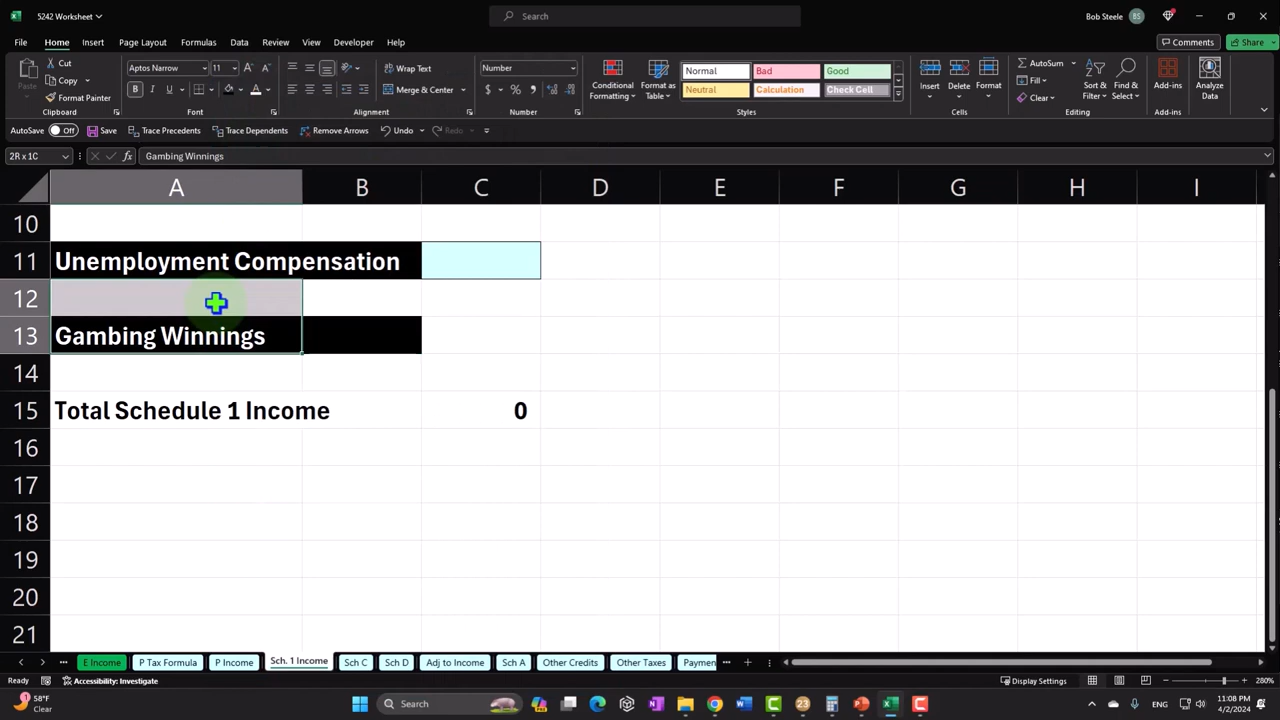 5242 Worksheet
Search
Bob Steele
BS
File Home Insert Page Layout Formulas Data Review View Developer Help
Comments
Share
Paste
Cut
Copy
Format Painter
Clipboard
Aptos Narrow
11
B I U
Font
Wrap Text
Merge & Center
Alignment
Number
$ % ,
Number
Conditional Formatting
Format as Table
Normal Bad Good
Neutral Calculation Check Cell
Styles
Insert
Delete
Format
Cells
AutoSum
Fill
Clear
Sort & Filter
Find & Select
Editing
Add-ins
Add-ins
Analyze Data
AutoSave Off Save Trace Precedents Trace Dependents Remove Arrows Undo Redo
2R x 1C
fx
Gambing Winnings
A B C D E F G H I
10
11 Unemployment Compensation
12
13 Gambing Winnings
14
15 Total Schedule 1 Income 0
16
17
18
19
20
21
E Income P Tax Formula P Income Sch. 1 Income Sch C Sch D Adj to Income Sch A Other Credits Other Taxes Paymen
Ready Accessibility: Investigate Display Settings 280%
1
58°F
Clear
Search
23
ENG
11:08 PM
4/2/2024